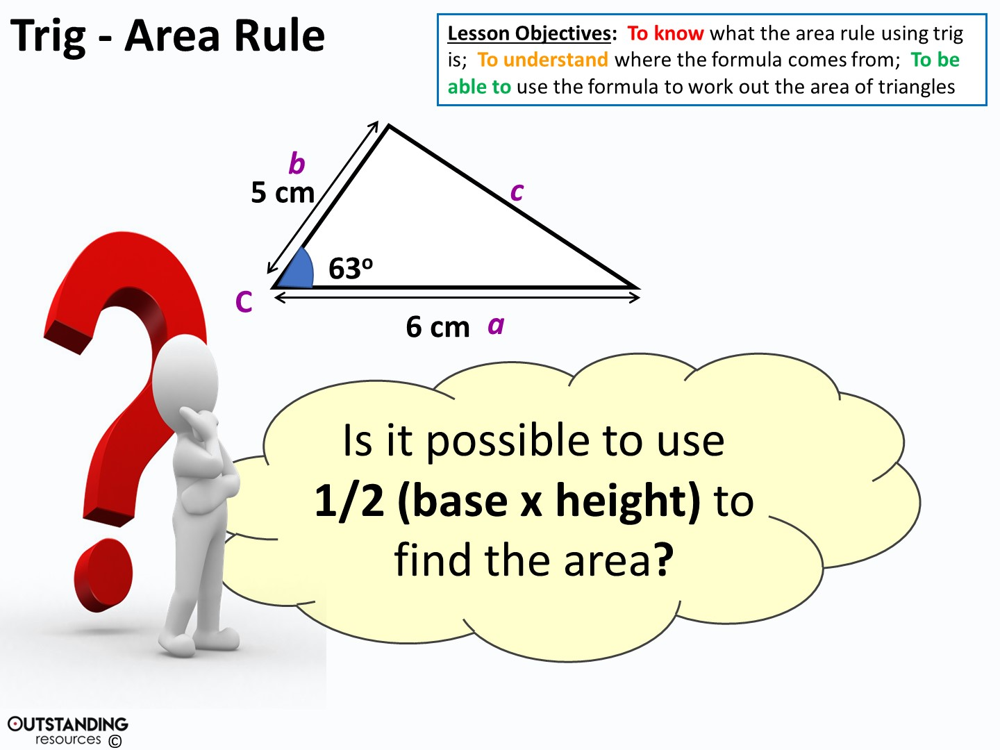 Trig - Area Rule
Lesson Objectives: To know what the area rule using trig
is; To understand where the formula comes from; To be
able to use the formula to work out the area of triangles
b
5 cm
c
63º
C
6 cm a
Is it possible to use
1/2 (base x height) to
find the area?
OUTSTANDING
resources ©